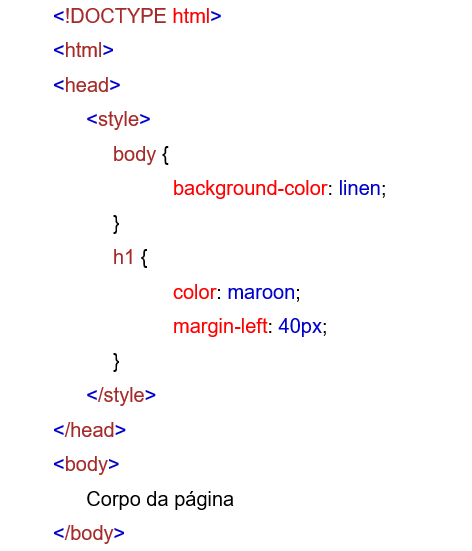 <!DOCTYPE html>
<html>
<head>
<style>
body {
background-color: linen;
}
h1 {
color: maroon;
margin-left: 40px;
}
</style>
</head>
<body>
Corpo da página
</body>